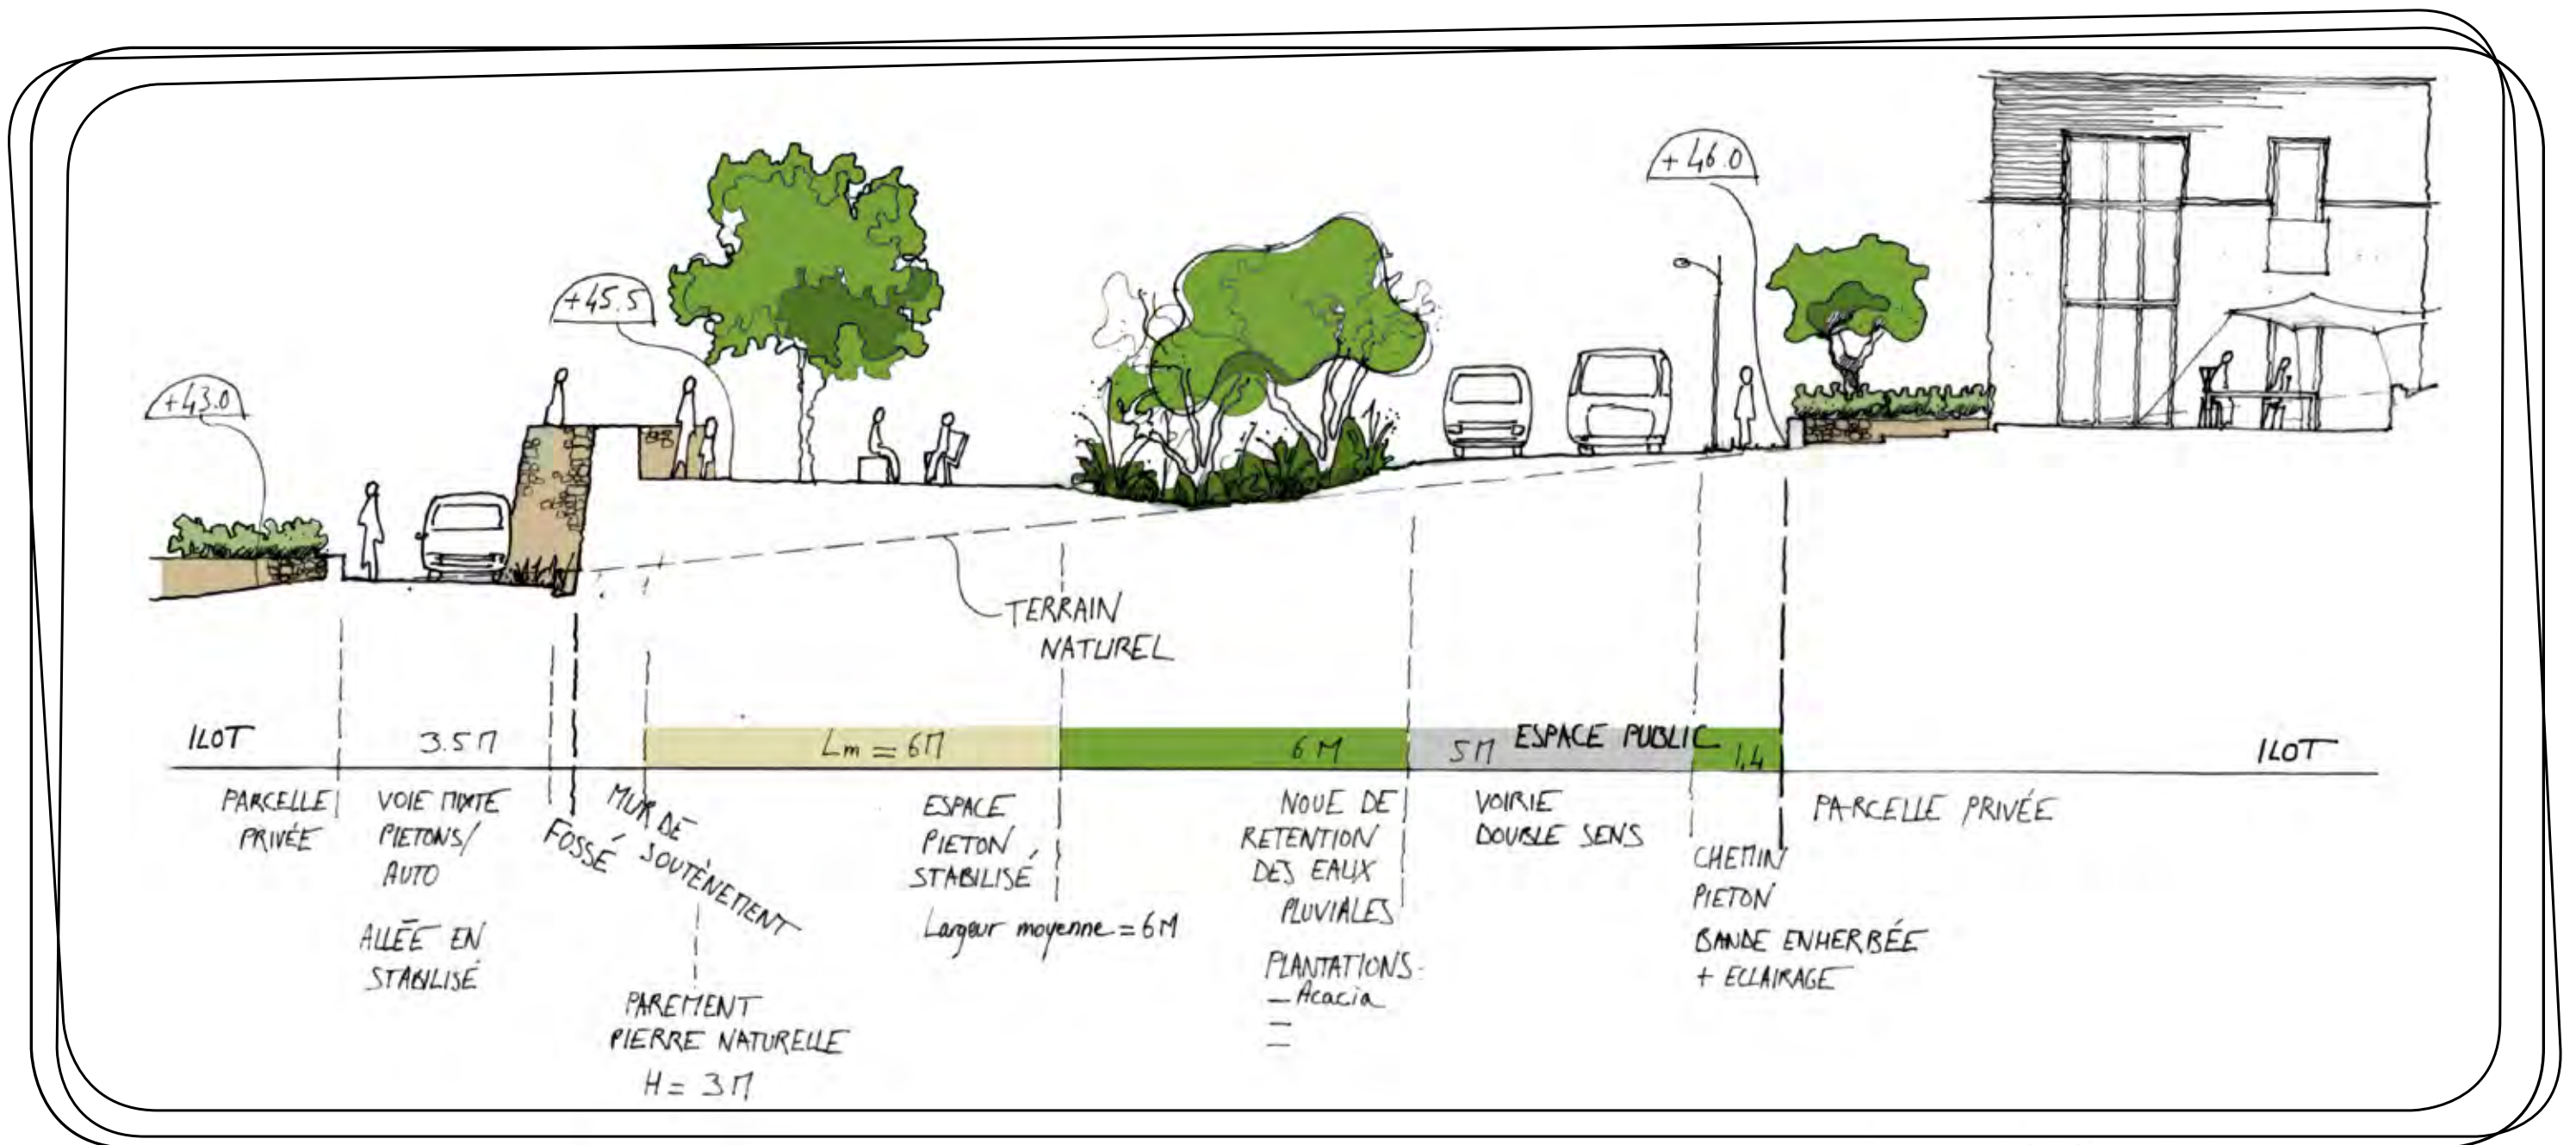 +43.0
+45.5
+46.0
TERRAIN
NATUREL
ILOT
3.5M
Lm = 6M
6 M
5M
ESPACE PUBLIC
1,4
ILOT
PARCELLE
PRIVÉE
VOIE MIXTE
PIETONS/
AUTO
ALLÉE EN
STABILISÉ
FOSSÉ
MUR DE
SOUTÈNEMENT
PAREMENT
PIERRE NATURELLE
H = 3M
ESPACE
PIETON
STABILISÉ
Largeur moyenne = 6M
NOUE DE
RETENTION
DES EAUX
PLUVIALES
PLANTATIONS:
- Acacia
-
-
VOIRIE
DOUBLE SENS
CHEMIN
PIETON
BANDE ENHERBÉE
+ ECLAIRAGE
PARCELLE PRIVÉE